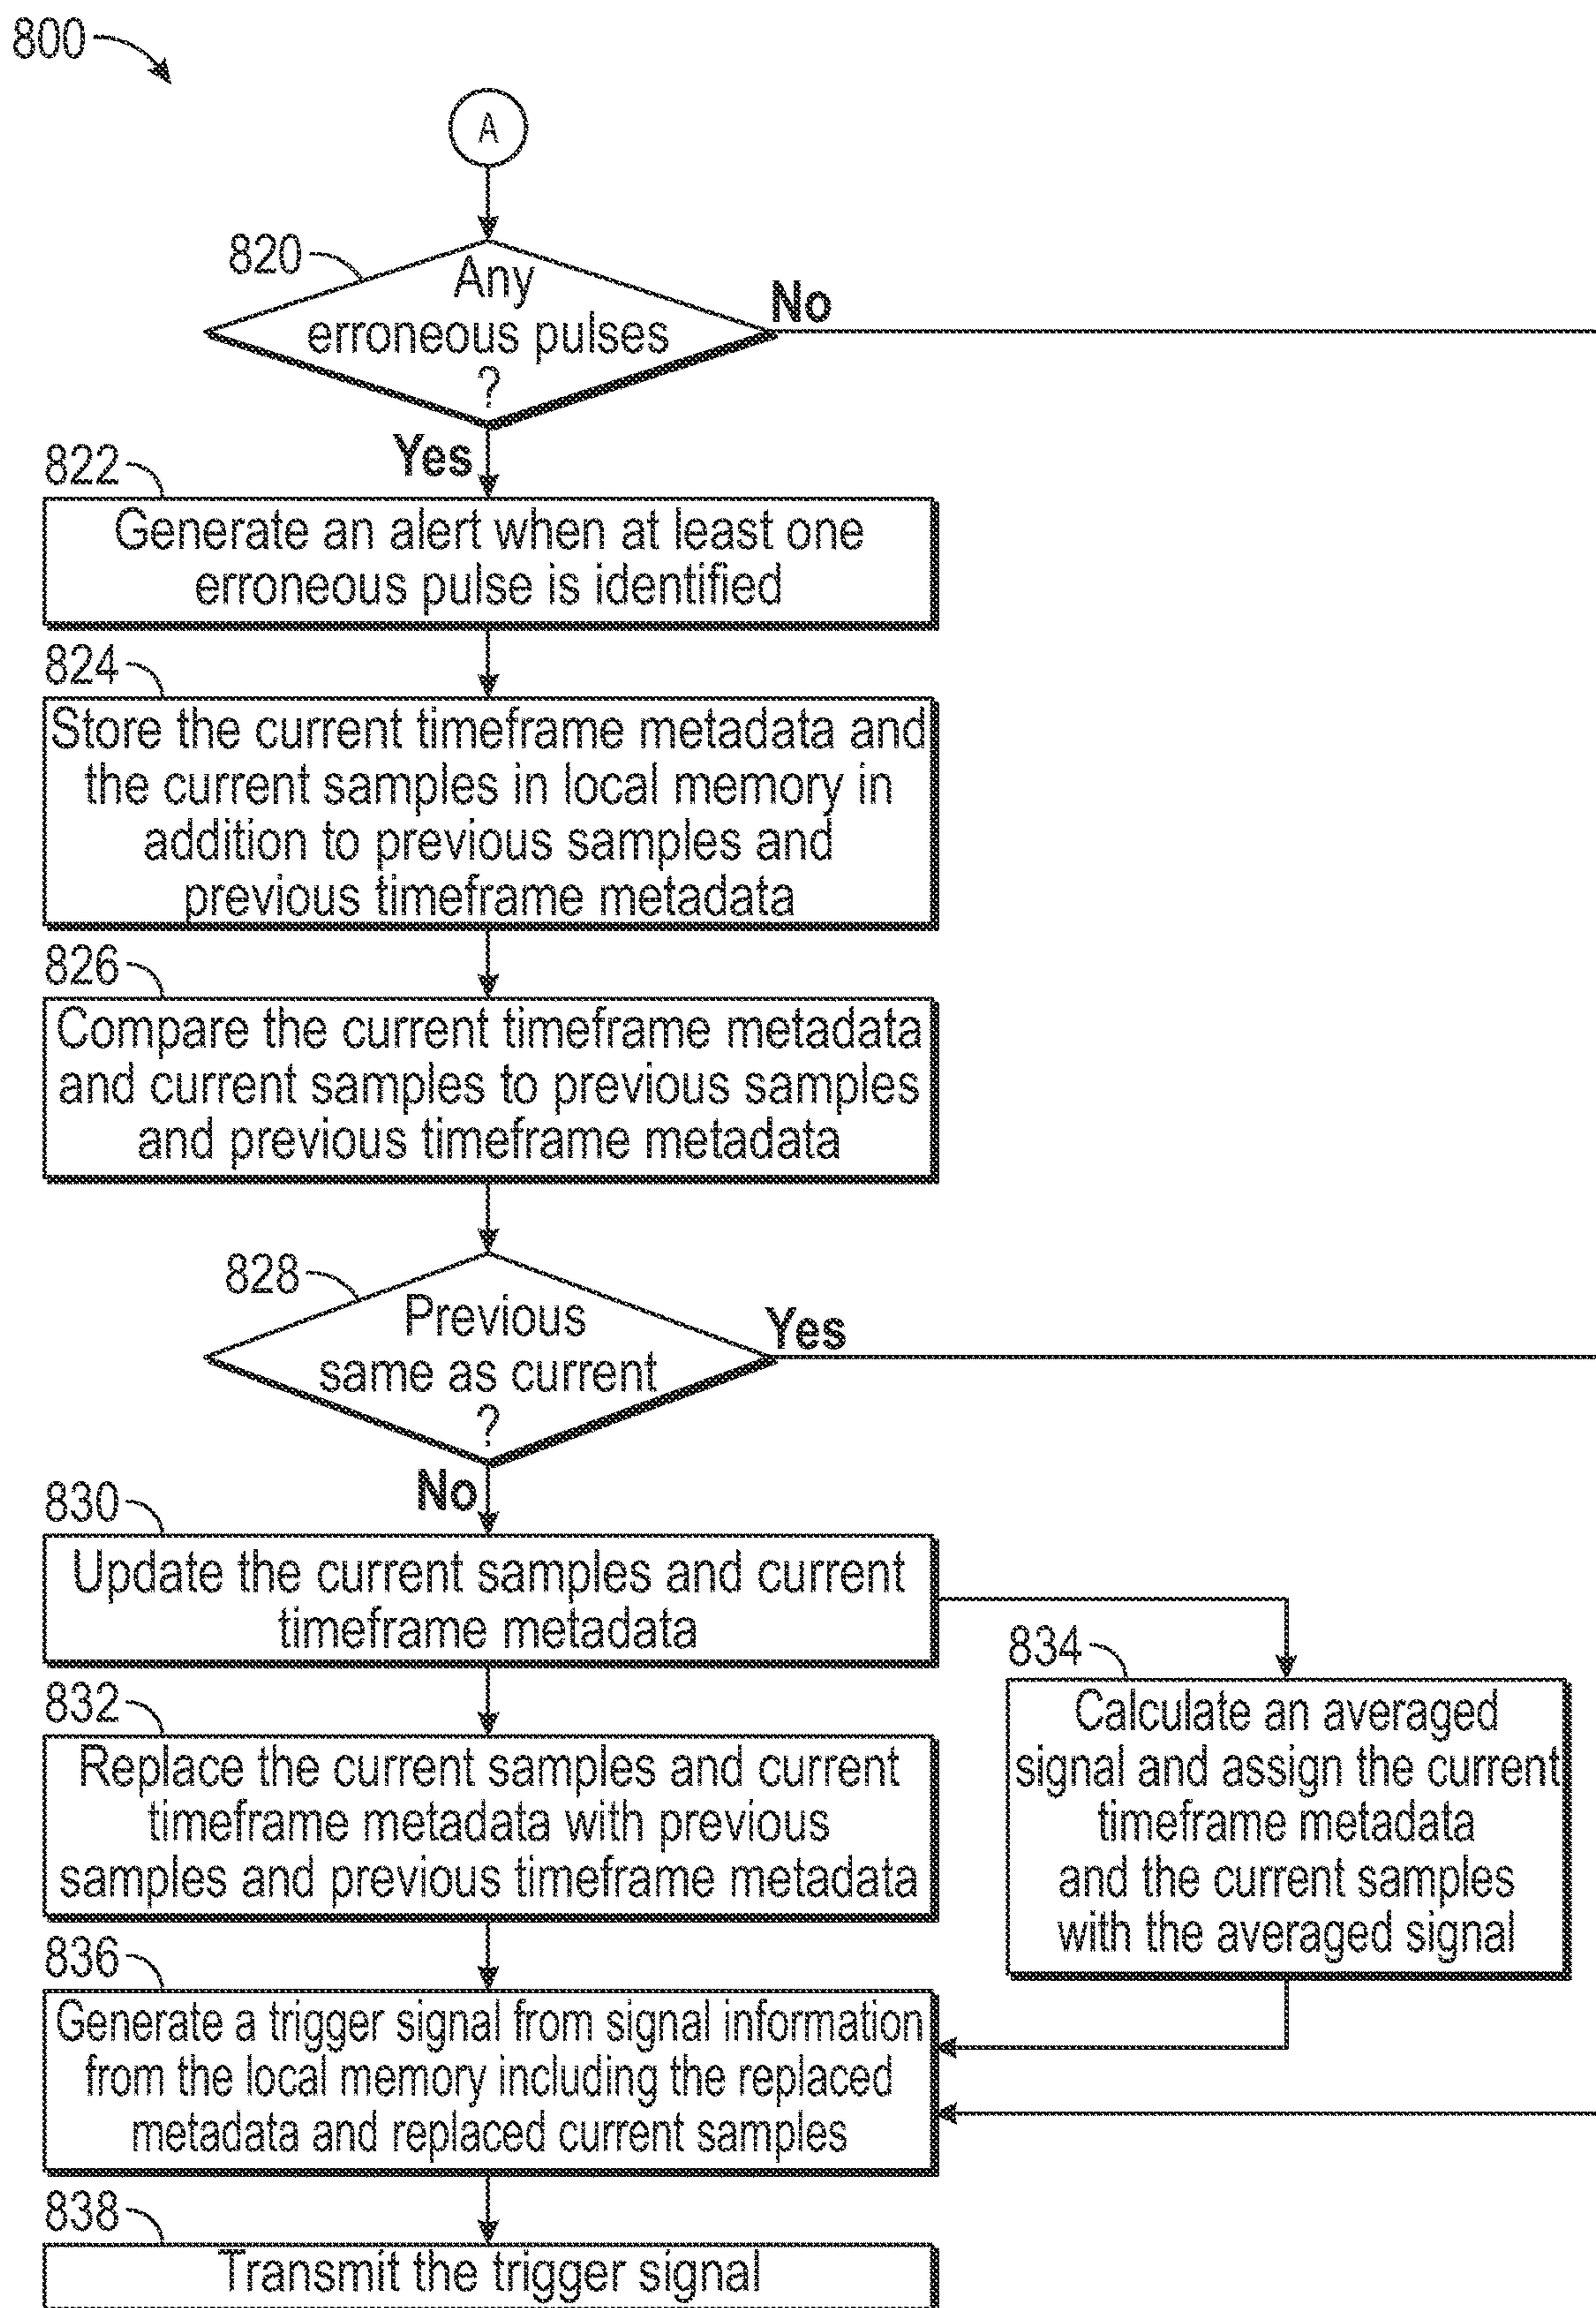 800
A
820
Any
erroneous pulses
?
No
Yes
822
Generate an alert when at least one
erroneous pulse is identified
824
Store the current timeframe metadata and
the current samples in local memory in
addition to previous samples and
previous timeframe metadata
826
Compare the current timeframe metadata
and current samples to previous samples
and previous timeframe metadata
828
Previous
same as current
?
Yes
No
830
Update the current samples and current
timeframe metadata
832
Replace the current samples and current
timeframe metadata with previous
samples and previous timeframe metadata
834
Calculate an averaged
signal and assign the current
timeframe metadata
and the current samples
with the averaged signal
836
Generate a trigger signal from signal information
from the local memory including the replaced
metadata and replaced current samples
838
Transmit the trigger signal